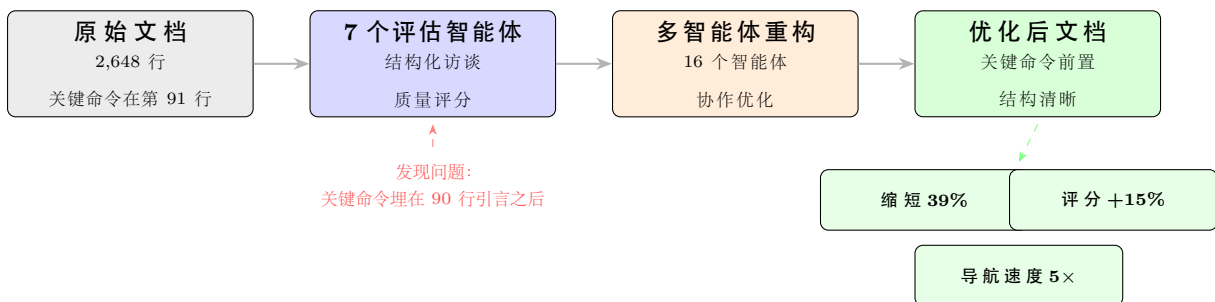 原始文档
2,648 行
关键命令在第 91 行
7 个评估智能体
结构化访谈
质量评分
多智能体重构
16 个智能体
协作优化
优化后文档
关键命令前置
结构清晰
发现问题:
关键命令埋在 90 行引言之后
缩短 39%
评分 +15%
导航速度 5×